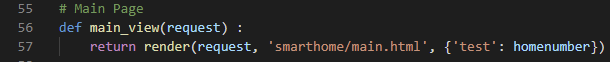 55 # Main Page
56 def main_view(request) :
57     return render(request, 'smarthome/main.html', {'test': homenumber})